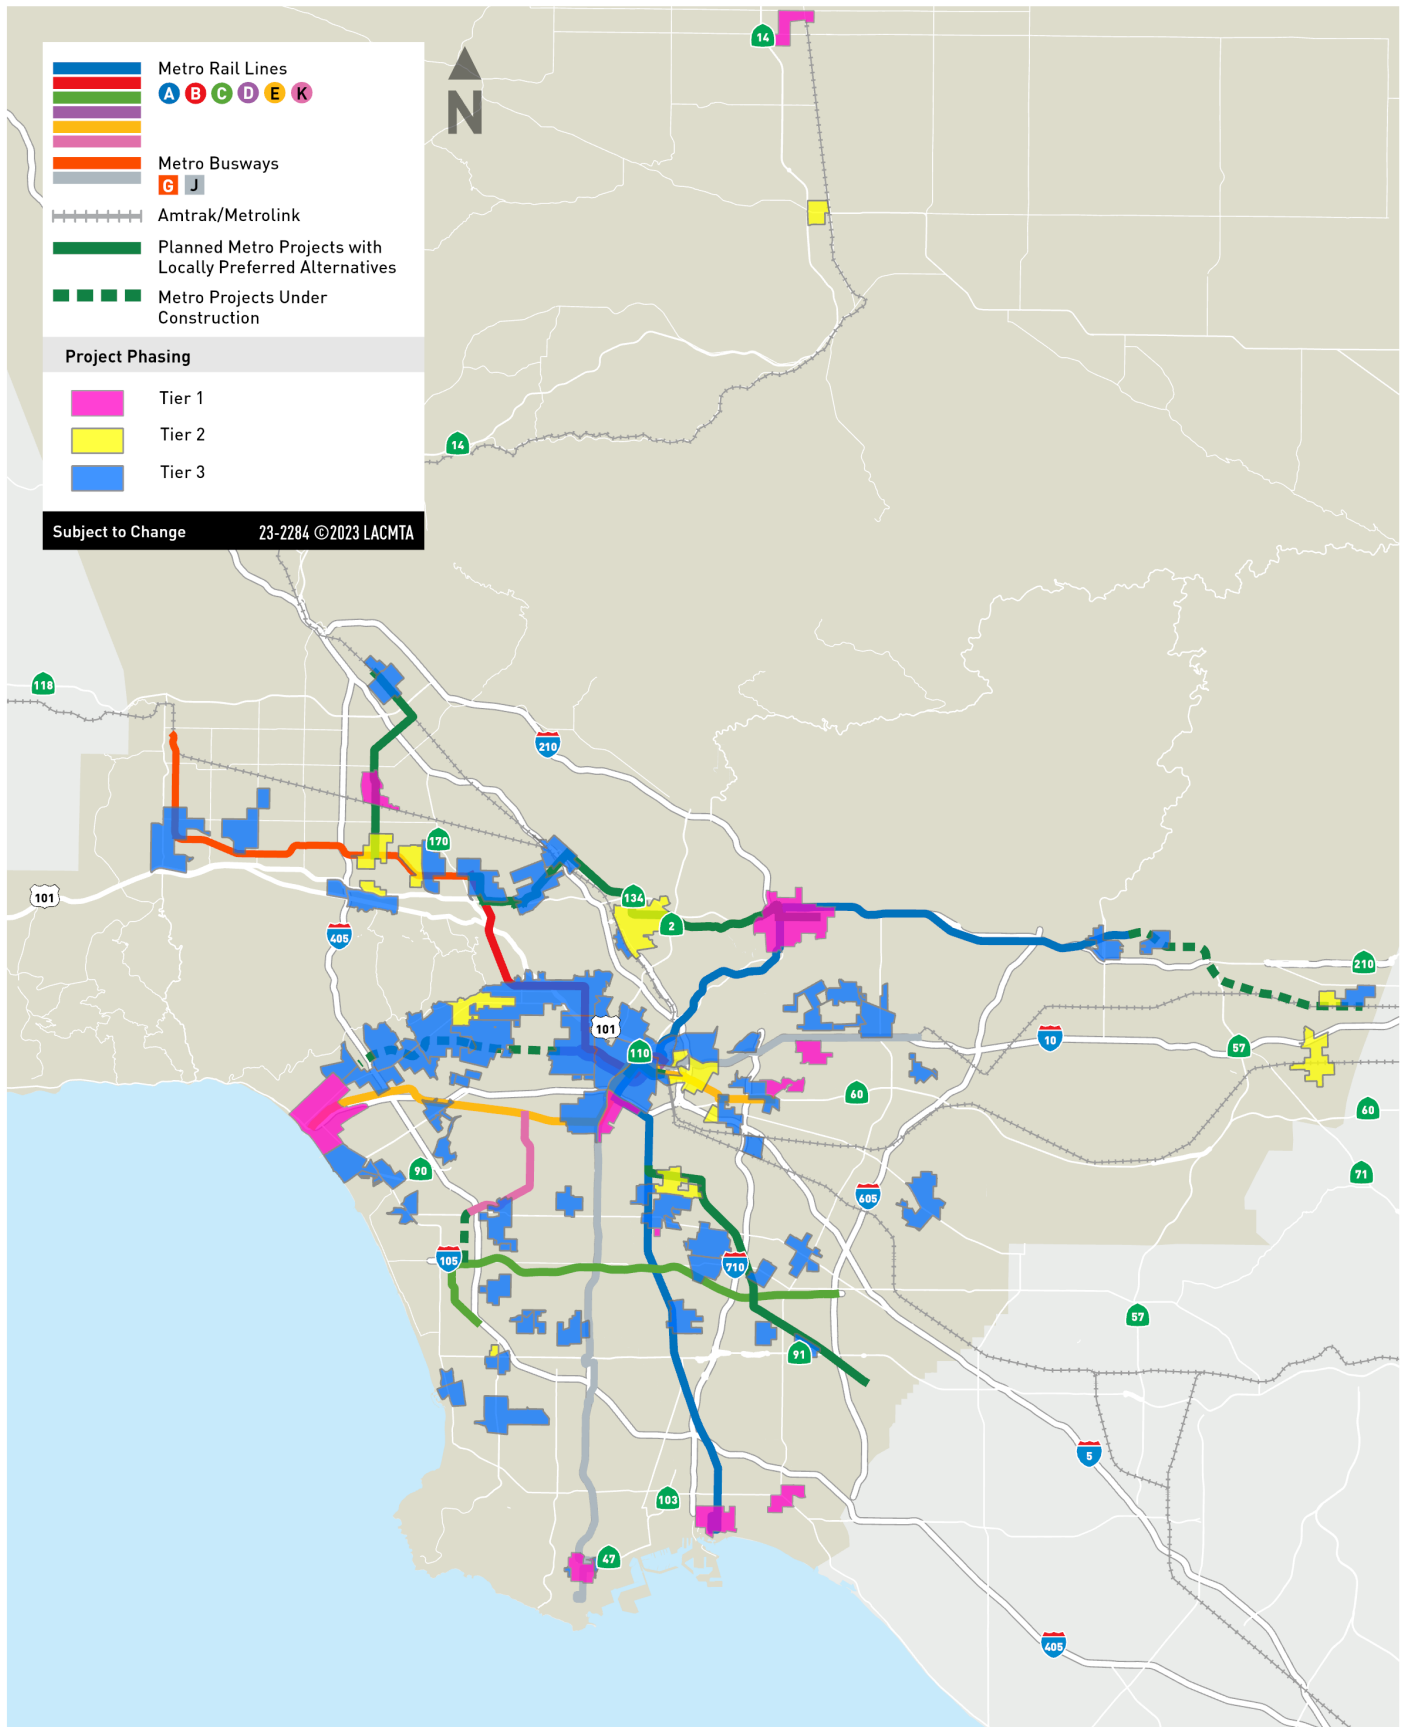 Metro Rail Lines
A B C D E K
Metro Busways
G J
Amtrak/Metrolink
Planned Metro Projects with
Locally Preferred Alternatives
Metro Projects Under
Construction
Project Phasing
Tier 1
Tier 2
Tier 3
Subject to Change 23-2284 ©2023 LACMTA
N
14
14
118
210
170
101
134
2
405
210
101
110
10
57
60
60
90
71
605
105
710
57
91
5
103
47
405